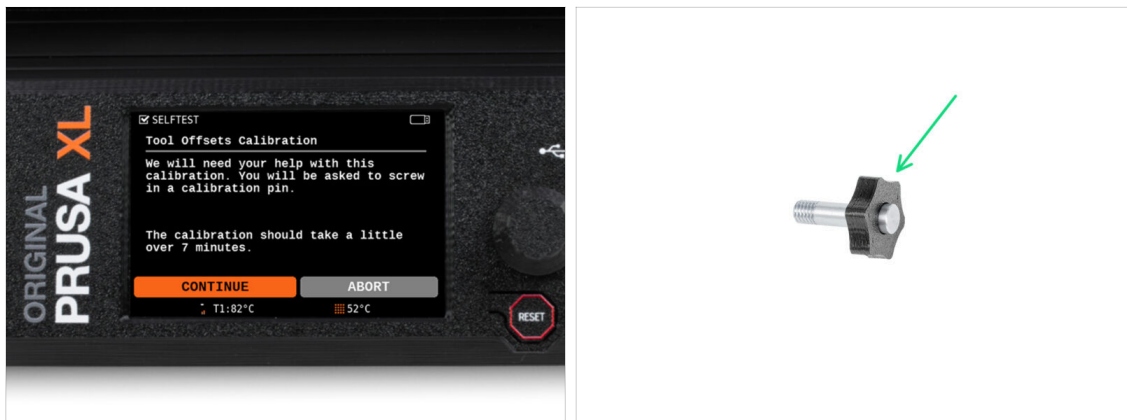 ORIGINAL
PRUSA XL
SELFTEST
Tool Offsets Calibration
We will need your help with this
calibration. You will be asked to screw
in a calibration pin.
The calibration should take a little
over 7 minutes.
CONTINUE
ABORT
T1:82°C
52°C
RESET